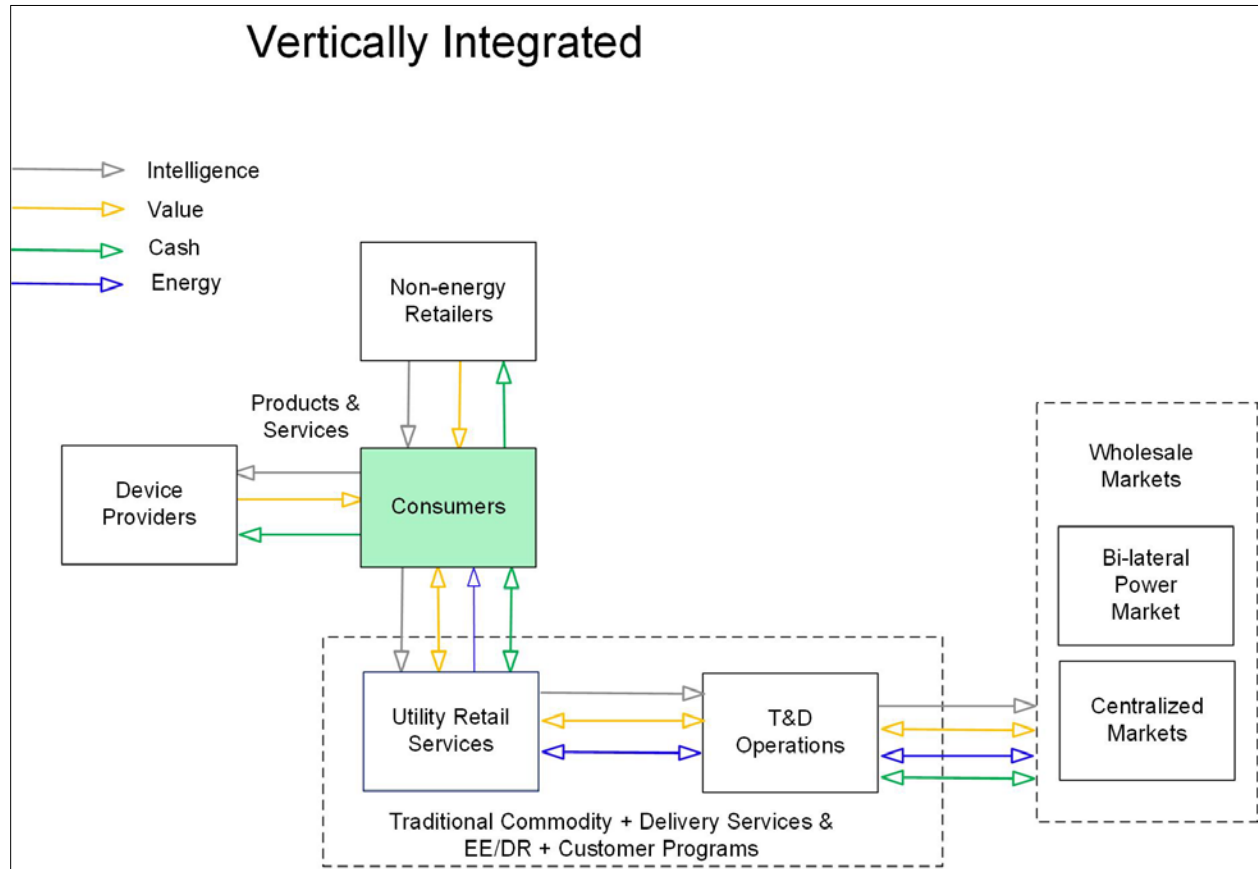 Vertically Integrated
Intelligence
Value
Cash
Energy
Non-energy
Retailers
Products &
Services
Device
Providers
Consumers
Wholesale
Markets
Bi-lateral
Power
Market
Centralized
Markets
Utility Retail
Services
T&D
Operations
Traditional Commodity + Delivery Services &
EE/DR + Customer Programs